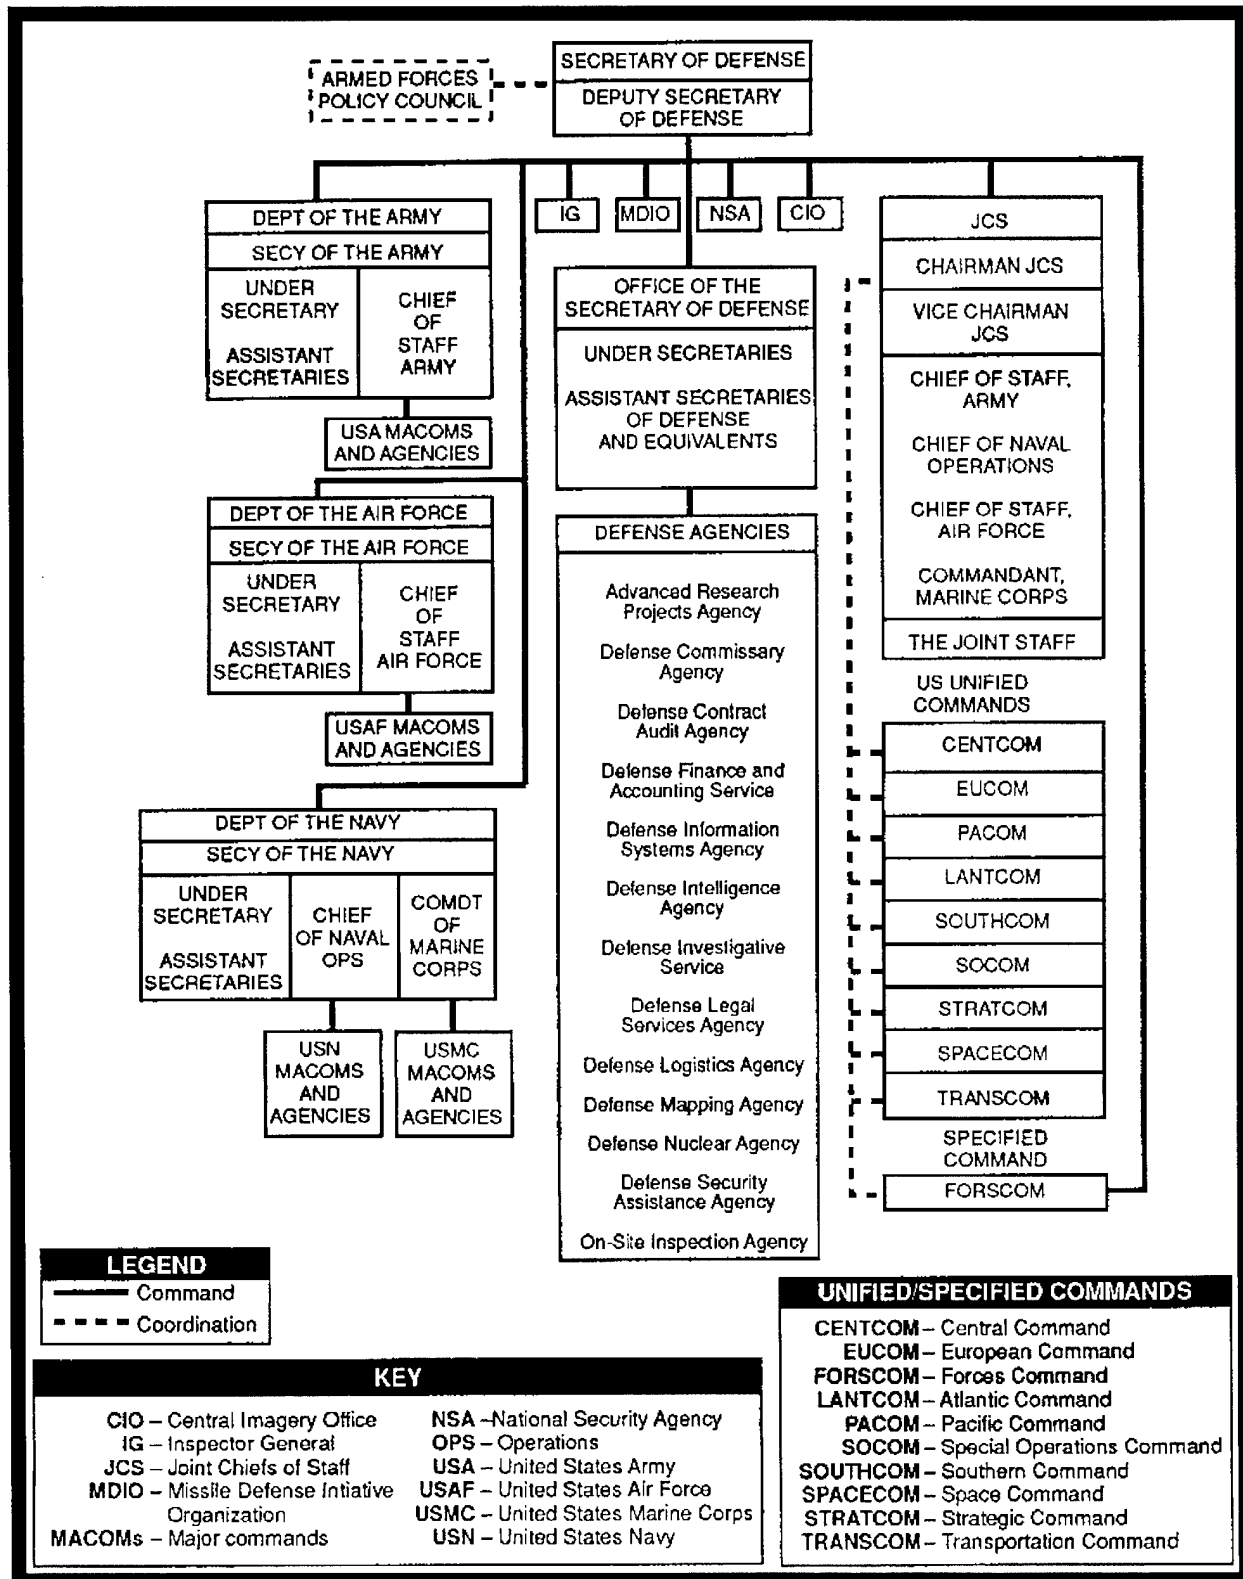 SECRETARY OF DEFENSE
DEPUTY SECRETARY
OF DEFENSE
ARMED FORCES
POLICY COUNCIL
IG
MDIO
NSA
CIO
DEPT OF THE ARMY
SECY OF THE ARMY
UNDER
SECRETARY
ASSISTANT
SECRETARIES
CHIEF
OF
STAFF
ARMY
USA MACOMS
AND AGENCIES
DEPT OF THE AIR FORCE
SECY OF THE AIR FORCE
UNDER
SECRETARY
ASSISTANT
SECRETARIES
CHIEF
OF
STAFF
AIR FORCE
USAF MACOMS
AND AGENCIES
DEPT OF THE NAVY
SECY OF THE NAVY
UNDER
SECRETARY
ASSISTANT
SECRETARIES
CHIEF
OF NAVAL
OPS
COMDT
OF
MARINE
CORPS
USN
MACOMS
AND
AGENCIES
USMC
MACOMS
AND
AGENCIES
OFFICE OF THE
SECRETARY OF DEFENSE
UNDER SECRETARIES
ASSISTANT SECRETARIES
OF DEFENSE
AND EQUIVALENTS
DEFENSE AGENCIES
Advanced Research
Projects Agency
Defense Commissary
Agency
Defense Contract
Audit Agency
Defense Finance and
Accounting Service
Defense Information
Systems Agency
Defense Intelligence
Agency
Defense Investigative
Service
Defense Legal
Services Agency
Defense Logistics Agency
Defense Mapping Agency
Defense Nuclear Agency
Defense Security
Assistance Agency
On-Site Inspection Agency
JCS
CHAIRMAN JCS
VICE CHAIRMAN
JCS
CHIEF OF STAFF,
ARMY
CHIEF OF NAVAL
OPERATIONS
CHIEF OF STAFF,
AIR FORCE
COMMANDANT,
MARINE CORPS
THE JOINT STAFF
US UNIFIED
COMMANDS
CENTCOM
EUCOM
PACOM
LANTCOM
SOUTHCOM
SOCOM
STRATCOM
SPACECOM
TRANSCOM
SPECIFIED
COMMAND
FORSCOM
LEGEND
Command
Coordination
KEY
CIO – Central Imagery Office
IG – Inspector General
JCS – Joint Chiefs of Staff
MDIO – Missile Defense Intiative
Organization
MACOMs – Major commands
NSA –National Security Agency
OPS – Operations
USA – United States Army
USAF – United States Air Force
USMC – United States Marine Corps
USN – United States Navy
UNIFIED/SPECIFIED COMMANDS
CENTCOM – Central Command
EUCOM – European Command
FORSCOM – Forces Command
LANTCOM – Atlantic Command
PACOM – Pacific Command
SOCOM – Special Operations Command
SOUTHCOM – Southern Command
SPACECOM – Space Command
STRATCOM – Strategic Command
TRANSCOM – Transportation Command